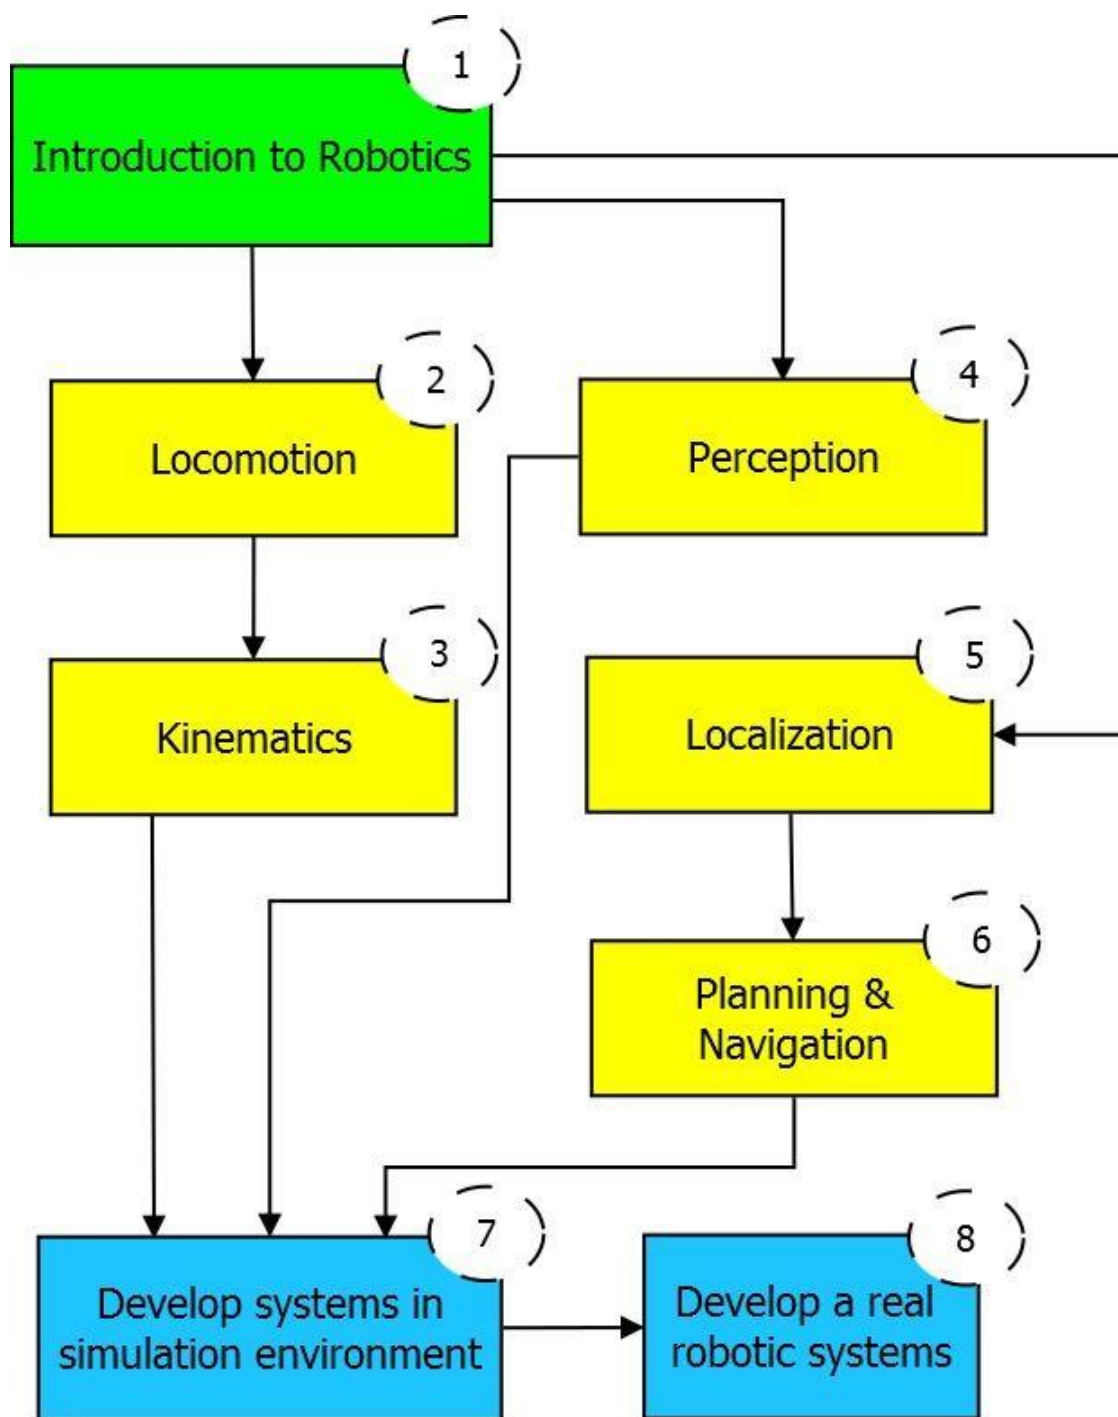 1
Introduction to Robotics
2
Locomotion
4
Perception
3
Kinematics
5
Localization
6
Planning &
Navigation
7
Develop systems in
simulation environment
8
Develop a real
robotic systems